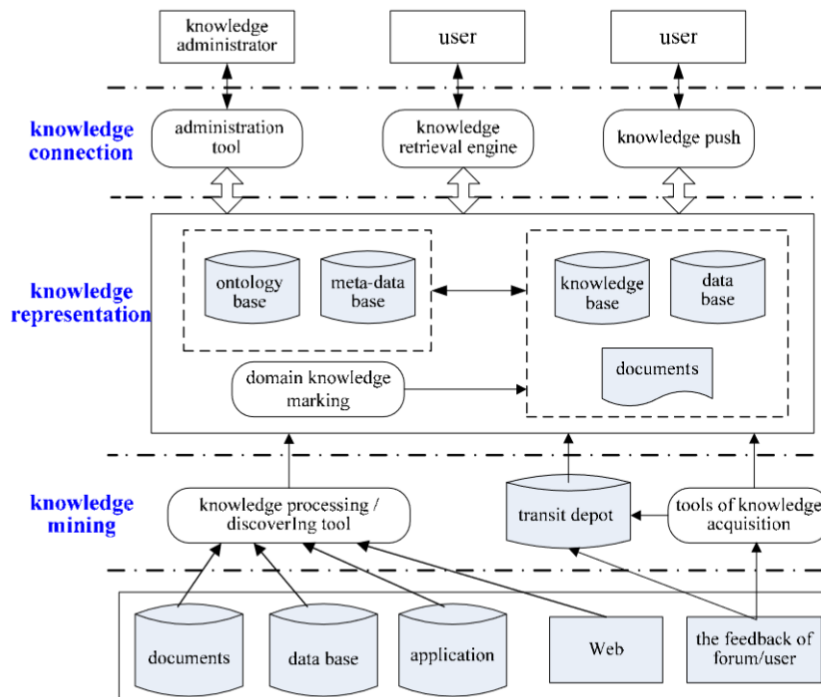 knowledge
administrator
user
user
knowledge
connection
administration
tool
knowledge
retrieval engine
knowledge push
knowledge
representation
ontology
base
meta-data
base
knowledge
base
data
base
domain knowledge
marking
documents
knowledge
mining
knowledge processing /
discoverIng tool
transit depot
tools of knowledge
acquisition
documents
data base
application
Web
the feedback of
forum/user